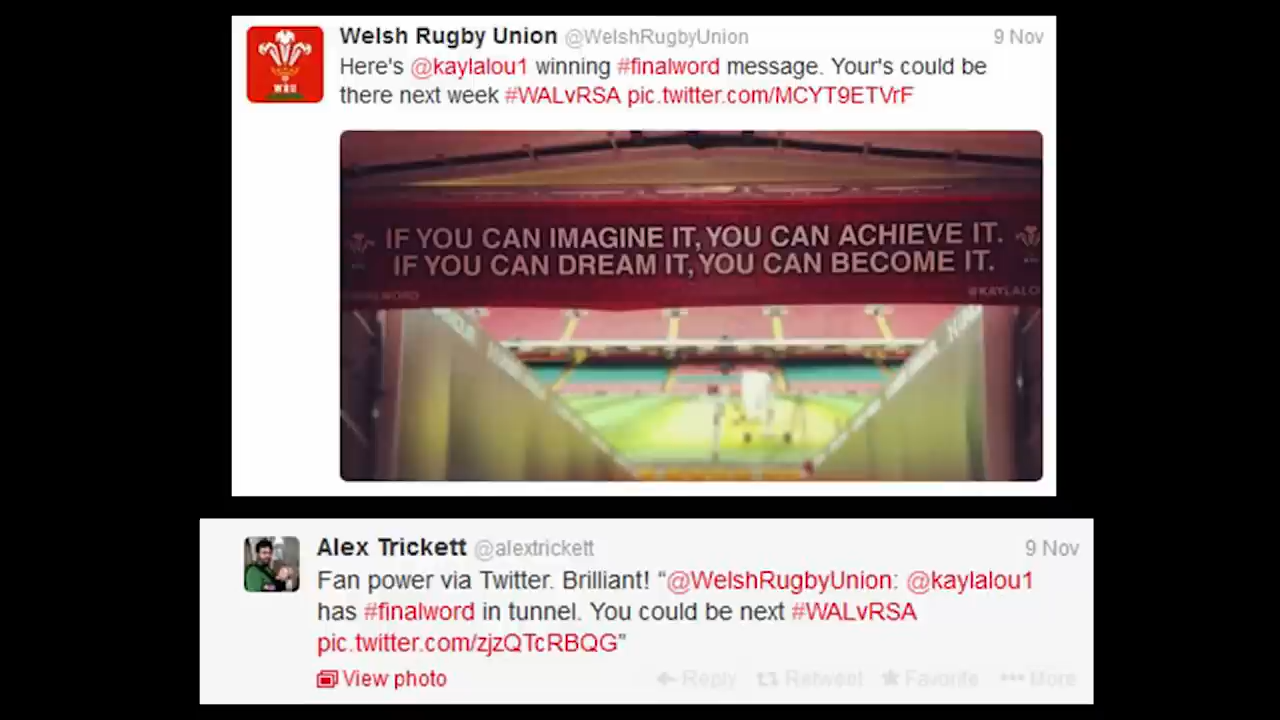 Welsh Rugby Union @WelshRugbyUnion 9 Nov
WRU
Here's @kaylalou1 winning #finalword message. Your's could be
there next week #WALvRSA pic.twitter.com/MCYT9ETVrF
IF YOU CAN IMAGINE IT, YOU CAN ACHIEVE IT.
IF YOU CAN DREAM IT, YOU CAN BECOME IT.
@KAYLALO
Alex Trickett @alextrickett 9 Nov
Fan power via Twitter. Brilliant! “@WelshRugbyUnion: @kaylalou1
has #finalword in tunnel. You could be next #WALvRSA
pic.twitter.com/zjzQTcRBQG”
View photo Reply Retweet Favorite More